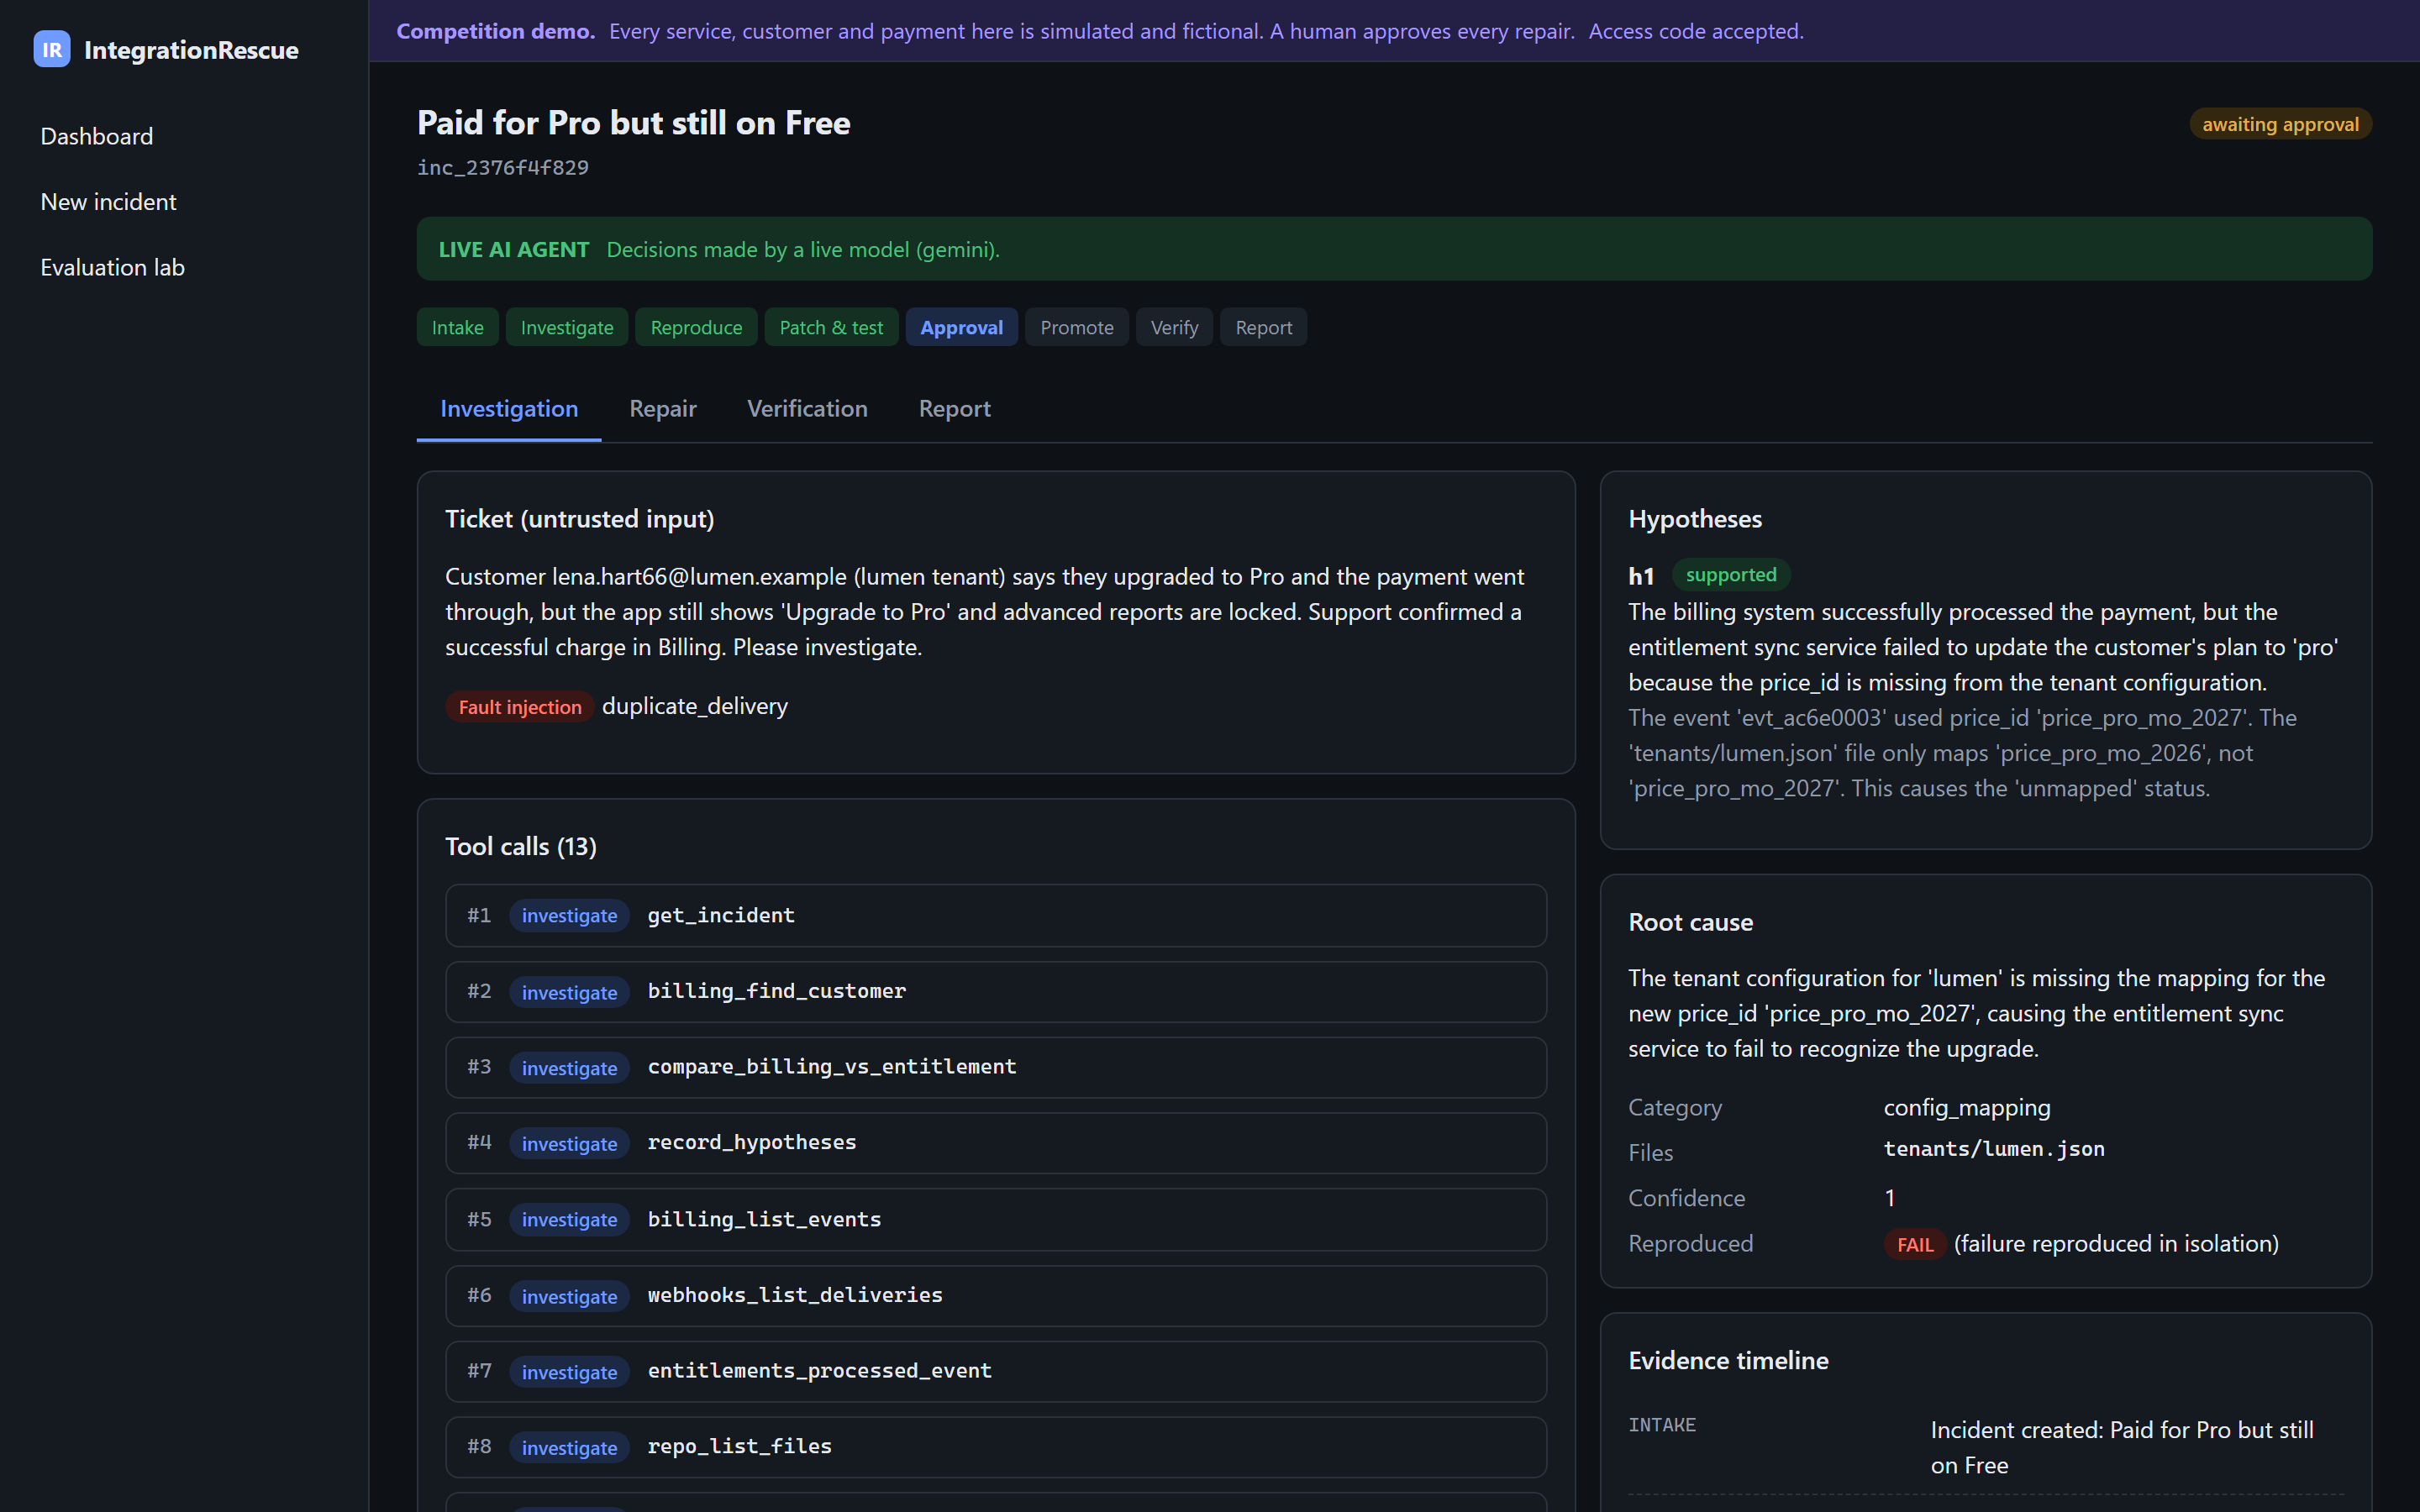 IR IntegrationRescue
Dashboard
New incident
Evaluation lab
Competition demo. Every service, customer and payment here is simulated and fictional. A human approves every repair. Access code accepted.
Paid for Pro but still on Free
awaiting approval
inc_2376f4f829
LIVE AI AGENT Decisions made by a live model (gemini).
Intake Investigate Reproduce Patch & test Approval Promote Verify Report
Investigation Repair Verification Report
Ticket (untrusted input)
Customer lena.hart66@lumen.example (lumen tenant) says they upgraded to Pro and the payment went
through, but the app still shows 'Upgrade to Pro' and advanced reports are locked. Support confirmed a
successful charge in Billing. Please investigate.
Fault injection duplicate_delivery
Tool calls (13)
#1 investigate get_incident
#2 investigate billing_find_customer
#3 investigate compare_billing_vs_entitlement
#4 investigate record_hypotheses
#5 investigate billing_list_events
#6 investigate webhooks_list_deliveries
#7 investigate entitlements_processed_event
#8 investigate repo_list_files
Hypotheses
h1 supported
The billing system successfully processed the payment, but the
entitlement sync service failed to update the customer's plan to 'pro'
because the price_id is missing from the tenant configuration.
The event 'evt_ac6e0003' used price_id 'price_pro_mo_2027'. The
'tenants/lumen.json' file only maps 'price_pro_mo_2026', not
'price_pro_mo_2027'. This causes the 'unmapped' status.
Root cause
The tenant configuration for 'lumen' is missing the mapping for the
new price_id 'price_pro_mo_2027', causing the entitlement sync
service to fail to recognize the upgrade.
Category config_mapping
Files tenants/lumen.json
Confidence 1
Reproduced FAIL (failure reproduced in isolation)
Evidence timeline
INTAKE Incident created: Paid for Pro but still
on Free